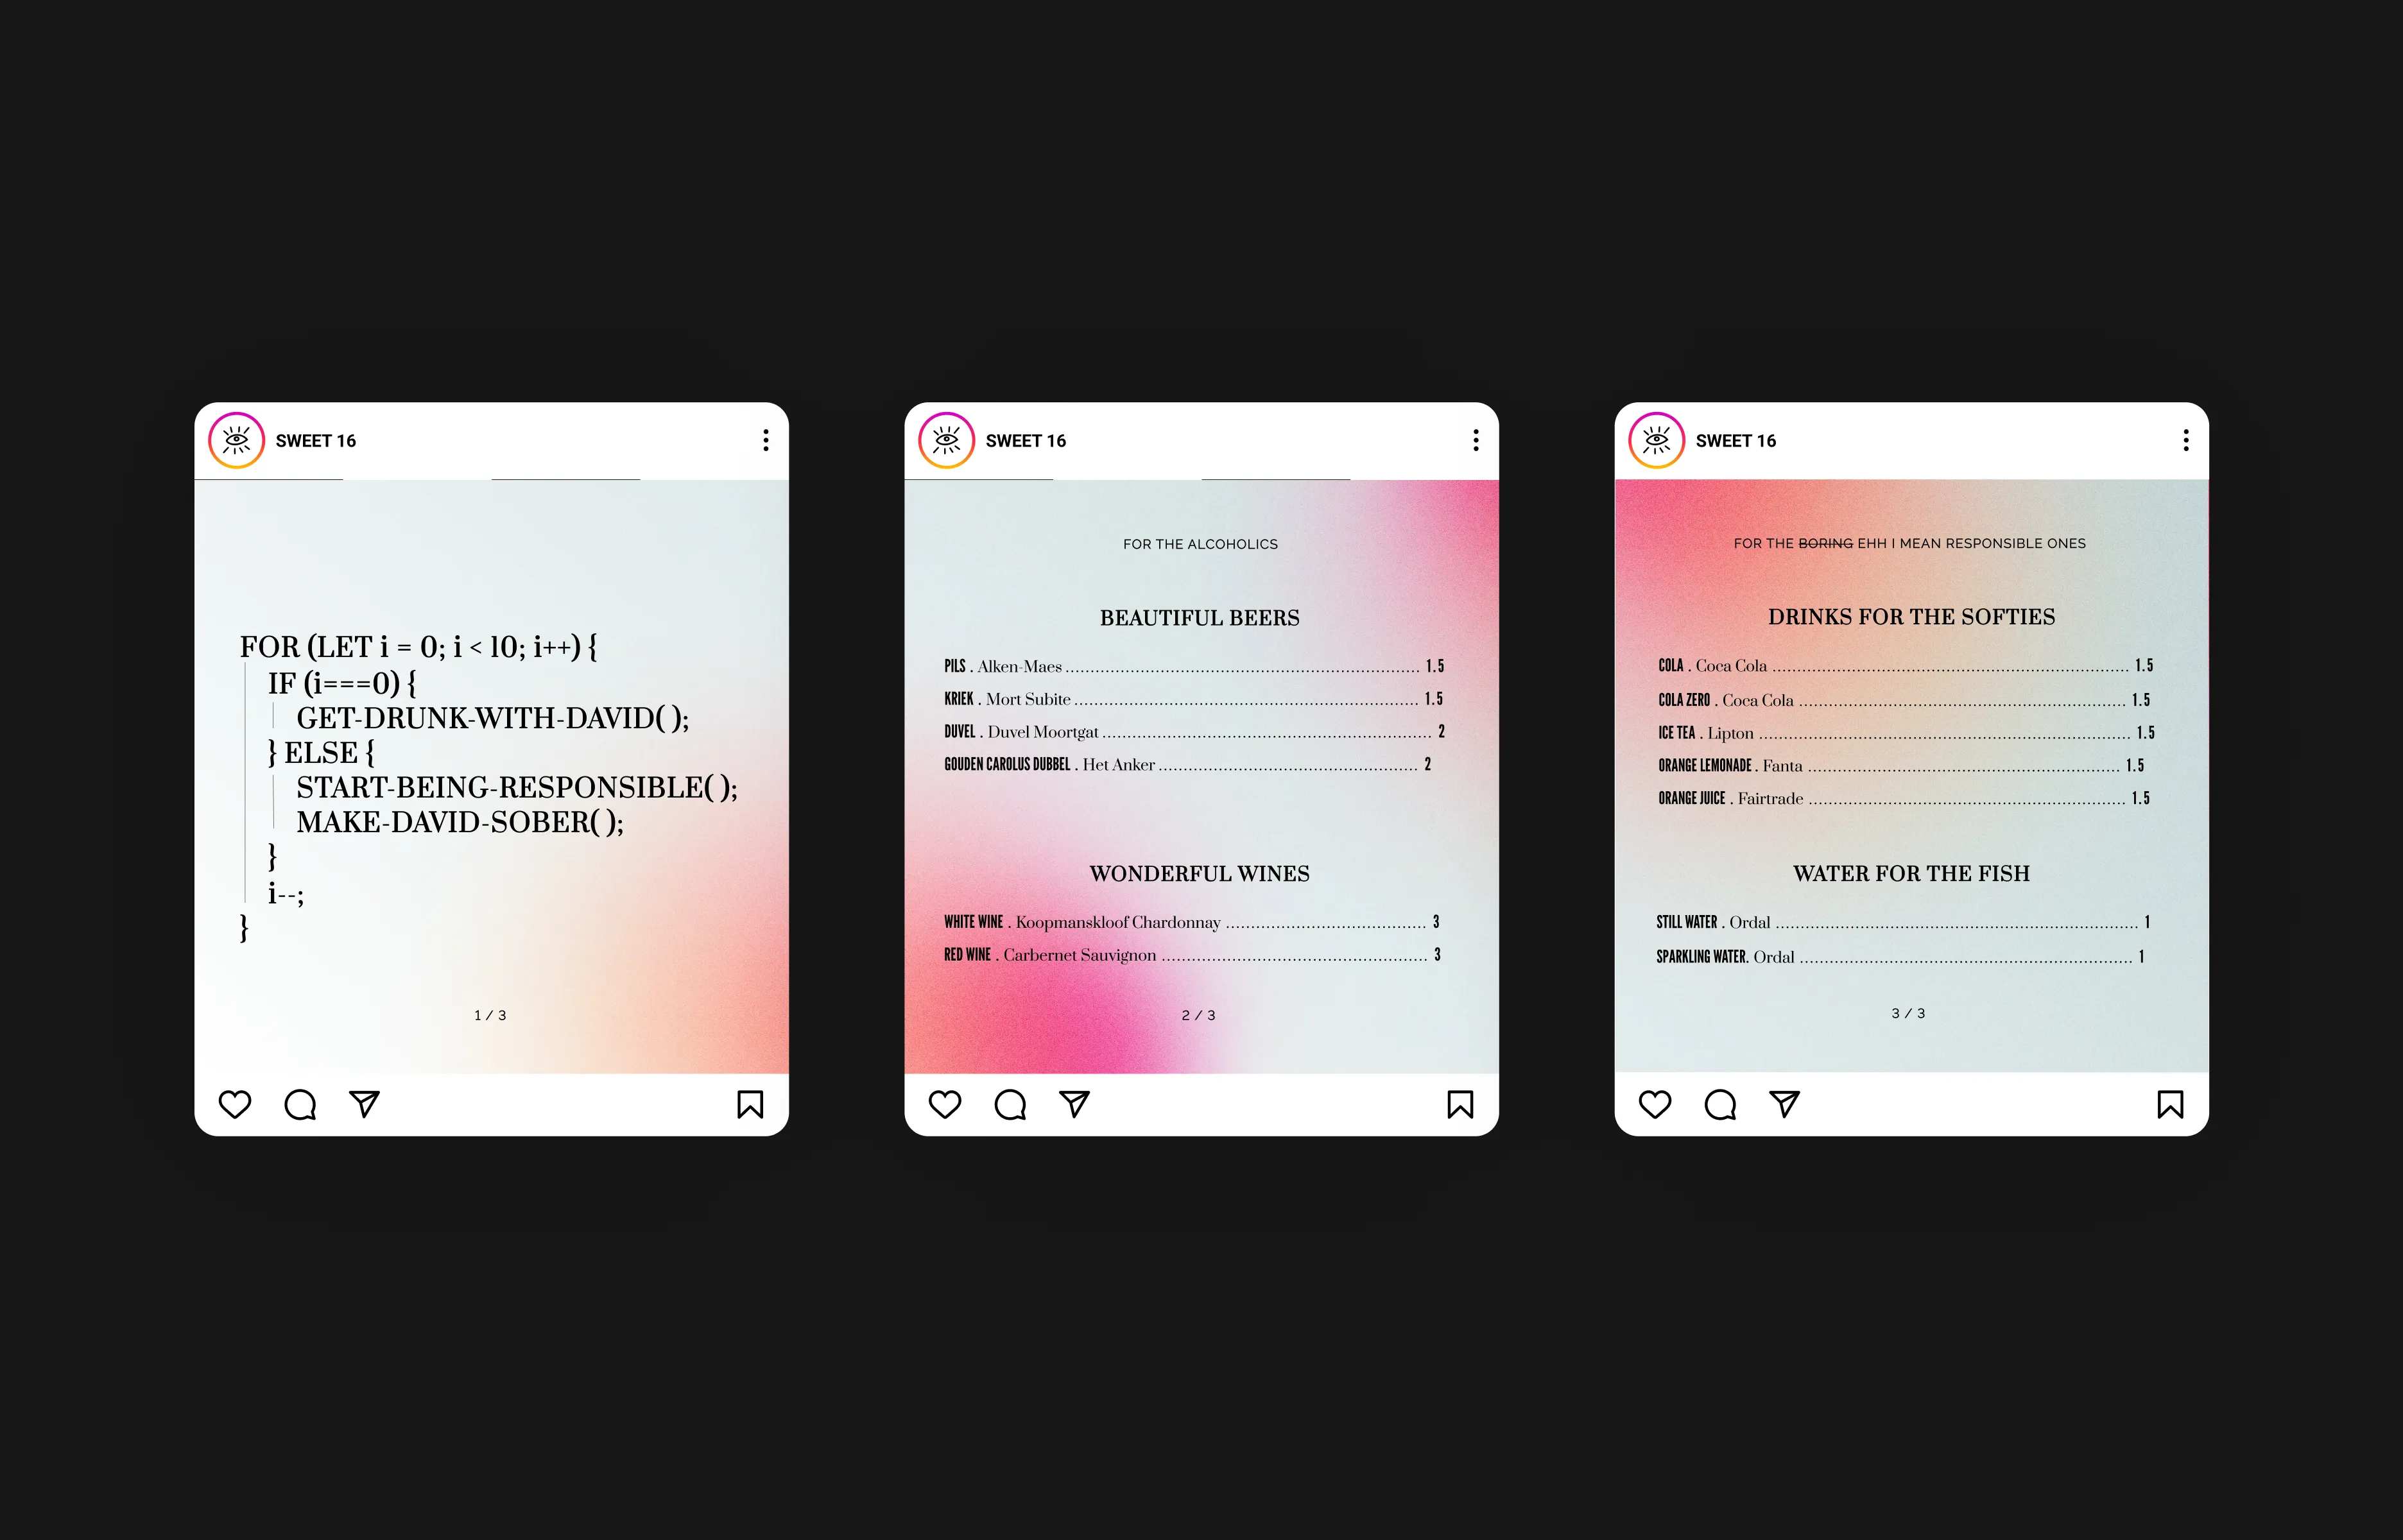 SWEET 16
FOR (LET i = 0; i < l0; i++) {
IF (i===0) {
GET-DRUNK-WITH-DAVID( );
} ELSE {
START-BEING-RESPONSIBLE( );
MAKE-DAVID-SOBER( );
}
i--;
}
1 / 3
SWEET 16
FOR THE ALCOHOLICS
BEAUTIFUL BEERS
PILS . Alken-Maes ........................ 1.5
KRIEK . Mort Subite ........................ 1.5
DUVEL . Duvel Moortgat ........................ 2
GOUDEN CAROLUS DUBBEL . Het Anker ........................ 2
WONDERFUL WINES
WHITE WINE . Koopmanskloof Chardonnay ........................ 3
RED WINE . Carbernet Sauvignon ........................ 3
2 / 3
SWEET 16
FOR THE BORING EHH I MEAN RESPONSIBLE ONES
DRINKS FOR THE SOFTIES
COLA . Coca Cola ........................ 1.5
COLA ZERO . Coca Cola ........................ 1.5
ICE TEA . Lipton ........................ 1.5
ORANGE LEMONADE . Fanta ........................ 1.5
ORANGE JUICE . Fairtrade ........................ 1.5
WATER FOR THE FISH
STILL WATER . Ordal ........................ 1
SPARKLING WATER. Ordal ........................ 1
3 / 3